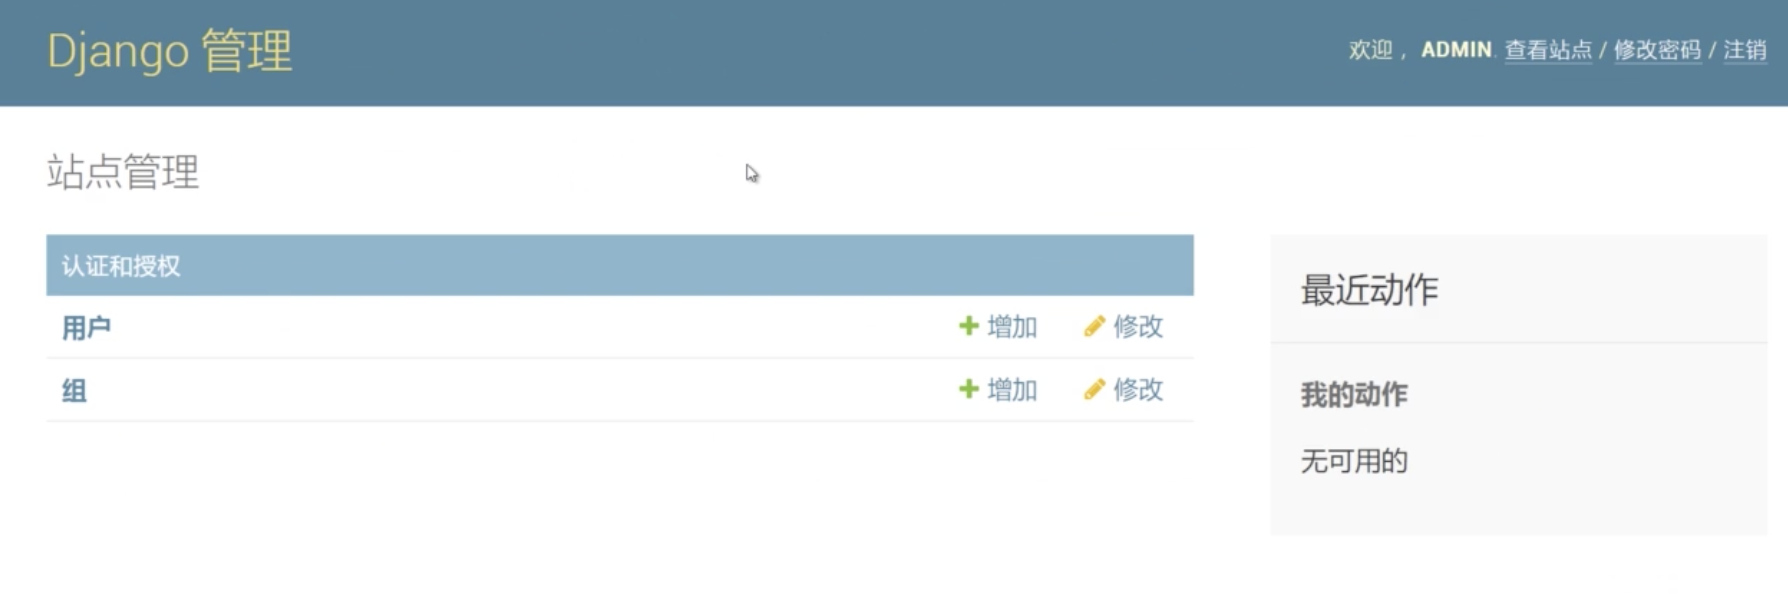 Django 管理
欢迎， ADMIN. 查看站点 / 修改密码 / 注销
站点管理
认证和授权
用户 增加 修改
组 增加 修改
最近动作
我的动作
无可用的